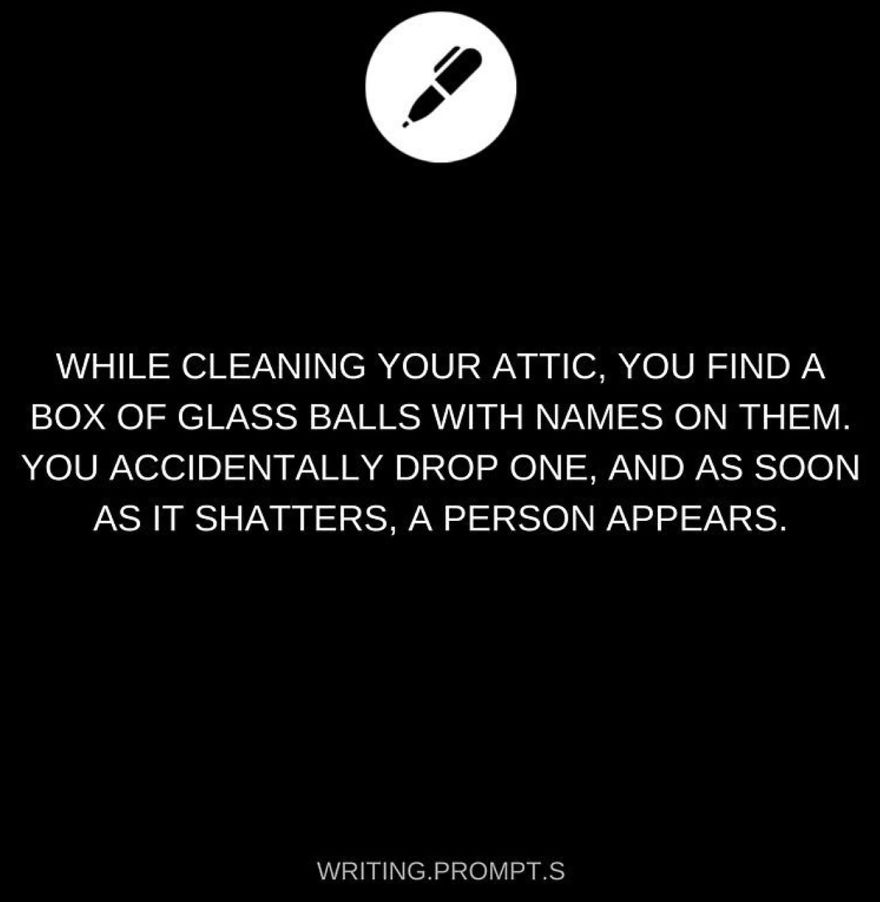 WHILE CLEANING YOUR ATTIC, YOU FIND A
BOX OF GLASS BALLS WITH NAMES ON THEM.
YOU ACCIDENTALLY DROP ONE, AND AS SOON
AS IT SHATTERS, A PERSON APPEARS.
WRITING.PROMPT.S